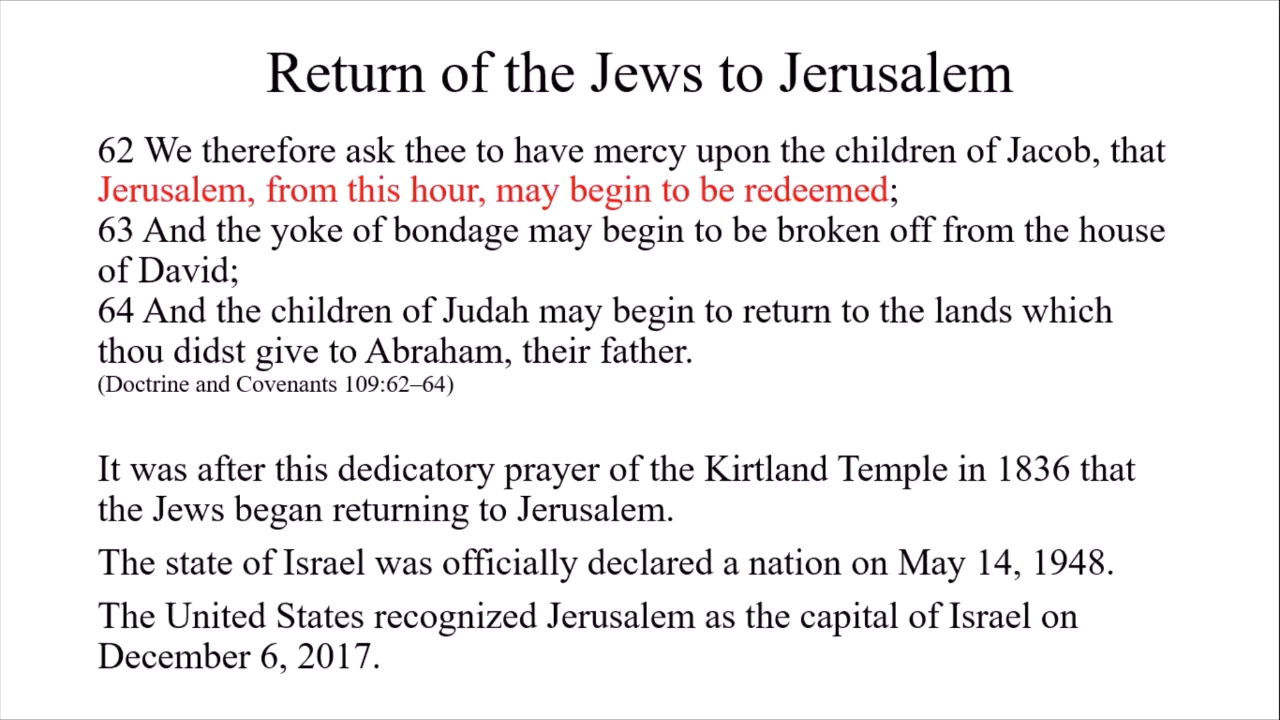 Return of the Jews to Jerusalem
62 We therefore ask thee to have mercy upon the children of Jacob, that
Jerusalem, from this hour, may begin to be redeemed;
63 And the yoke of bondage may begin to be broken off from the house
of David;
64 And the children of Judah may begin to return to the lands which
thou didst give to Abraham, their father.
(Doctrine and Covenants 109:62–64)
It was after this dedicatory prayer of the Kirtland Temple in 1836 that
the Jews began returning to Jerusalem.
The state of Israel was officially declared a nation on May 14, 1948.
The United States recognized Jerusalem as the capital of Israel on
December 6, 2017.